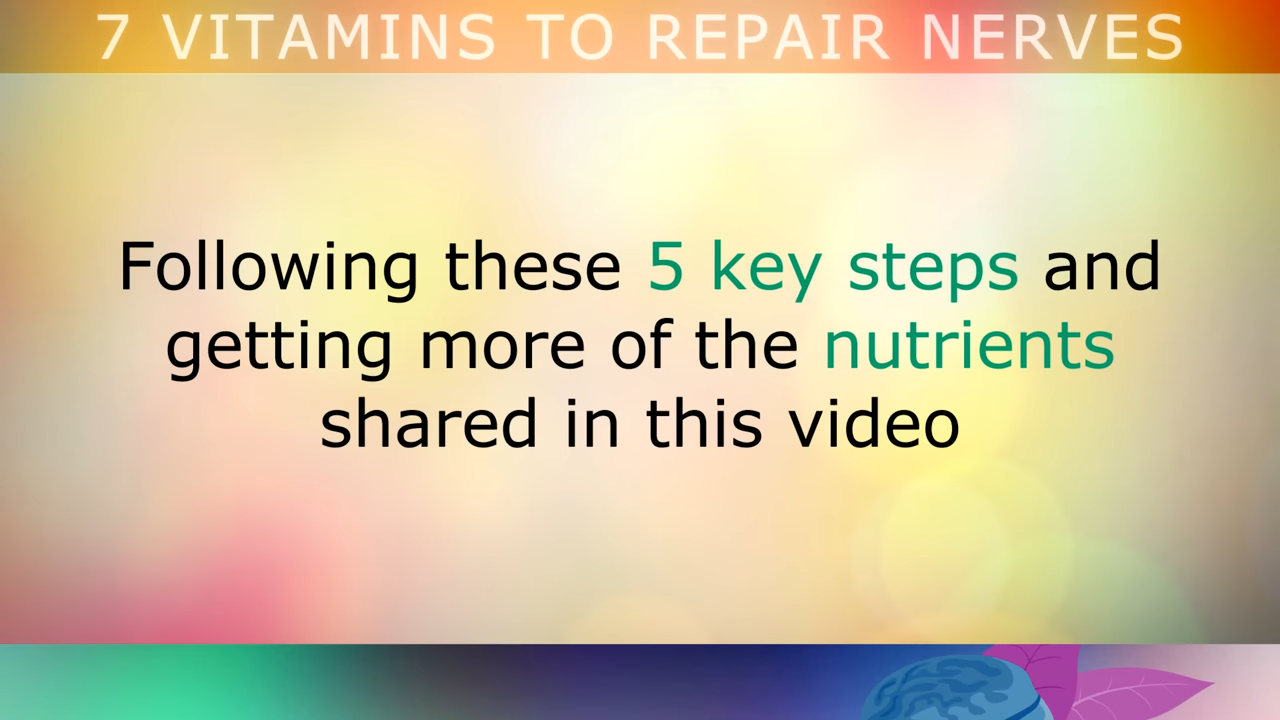 7 VITAMINS TO REPAIR NERVES
Following these 5 key steps and
getting more of the nutrients
shared in this video